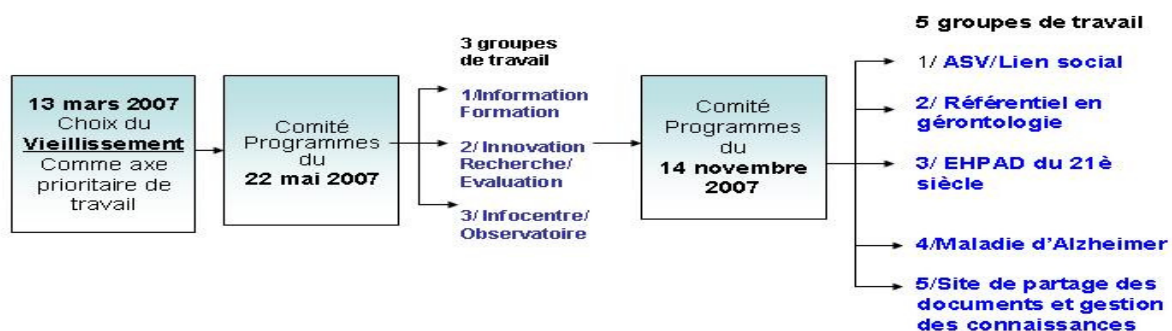 13 mars 2007
Choix du
Vieillissement
Comme axe
prioritaire de
travail
Comité
Programmes
du
22 mai 2007
3 groupes
de travail
1/Information
Formation
2/ Innovation
Recherche/
Evaluation
3/ Infocentre/
Observatoire
Comité
Programmes
du
14 novembre
2007
5 groupes de travail
1/ ASV/Lien social
2/ Référentiel en
gérontologie
3/ EHPAD du 21è
siècle
4/Maladie d'Alzheimer
5/Site de partage des
documents et gestion
des connaissances